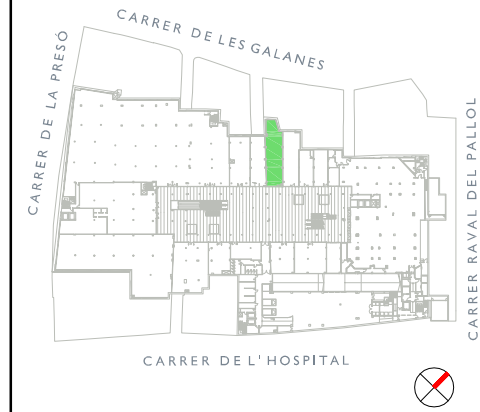 CARRER DE LES GALANES
CARRER DE LA PRESÓ
CARRER RAVAL DEL PALLOL
CARRER DE L'HOSPITAL